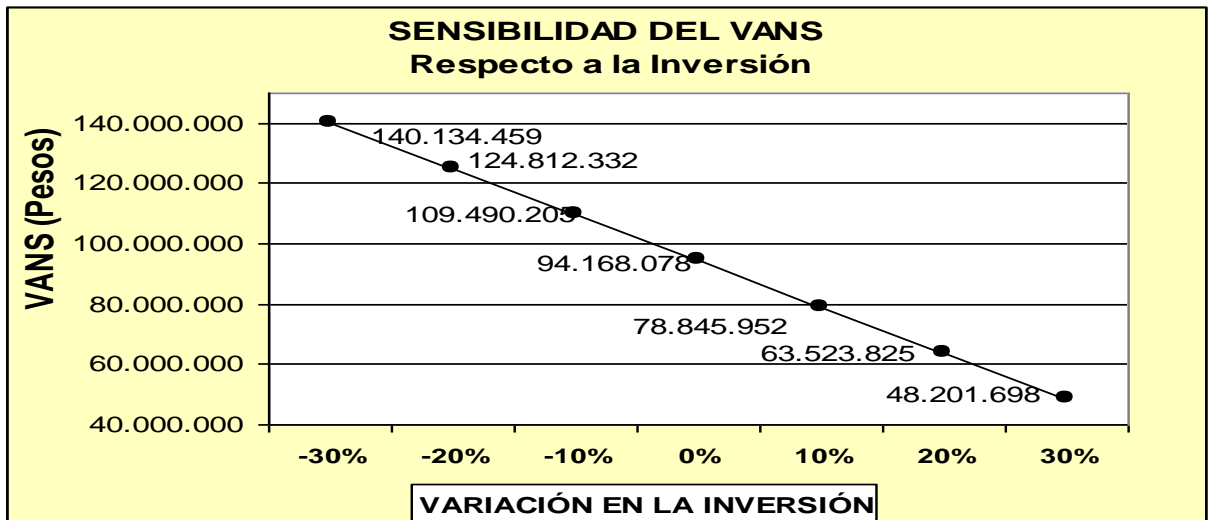 SENSIBILIDAD DEL VANS
Respecto a la Inversión
VANS (Pesos)
140.000.000
120.000.000
100.000.000
80.000.000
60.000.000
40.000.000
140.134.459
124.812.332
109.490.205
94.168.078
78.845.952
63.523.825
48.201.698
-30% -20% -10% 0% 10% 20% 30%
VARIACIÓN EN LA INVERSIÓN